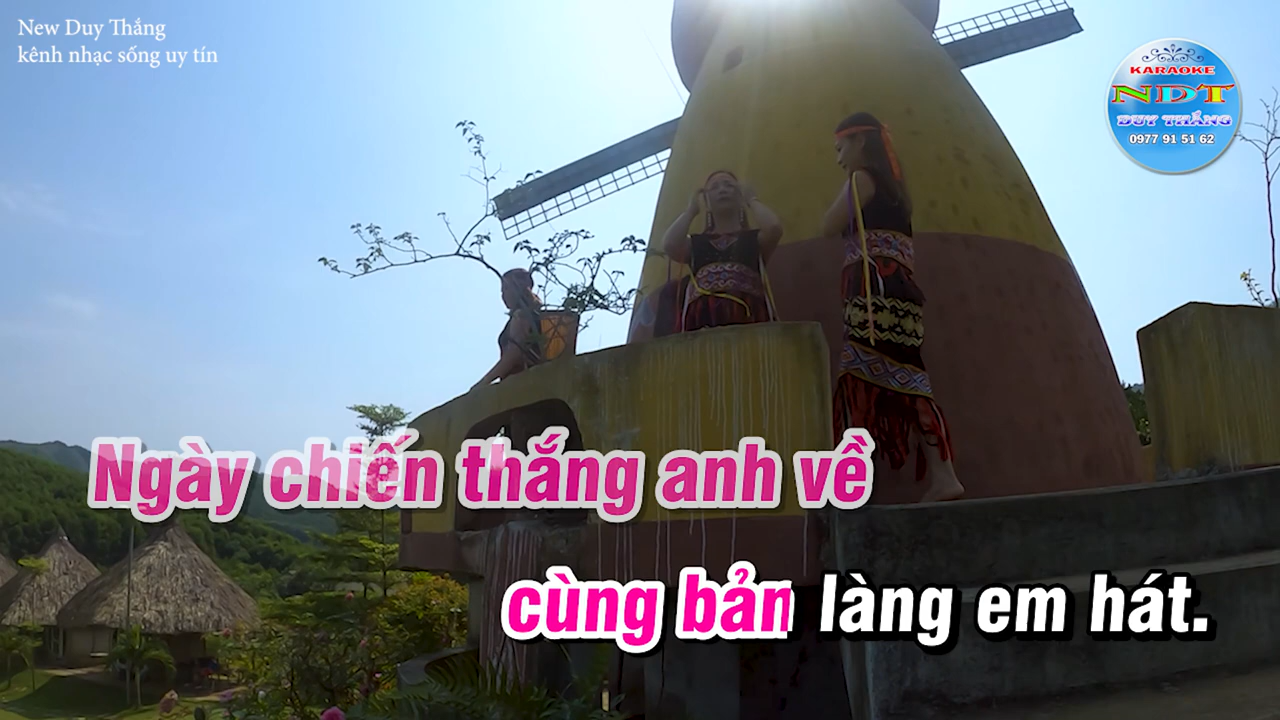 New Duy Thắng
kênh nhạc sống uy tín
KARAOKE
NDT
DUY THẮNG
0977 91 51 62
Ngày chiến thắng anh về
cùng bản làng em hát.